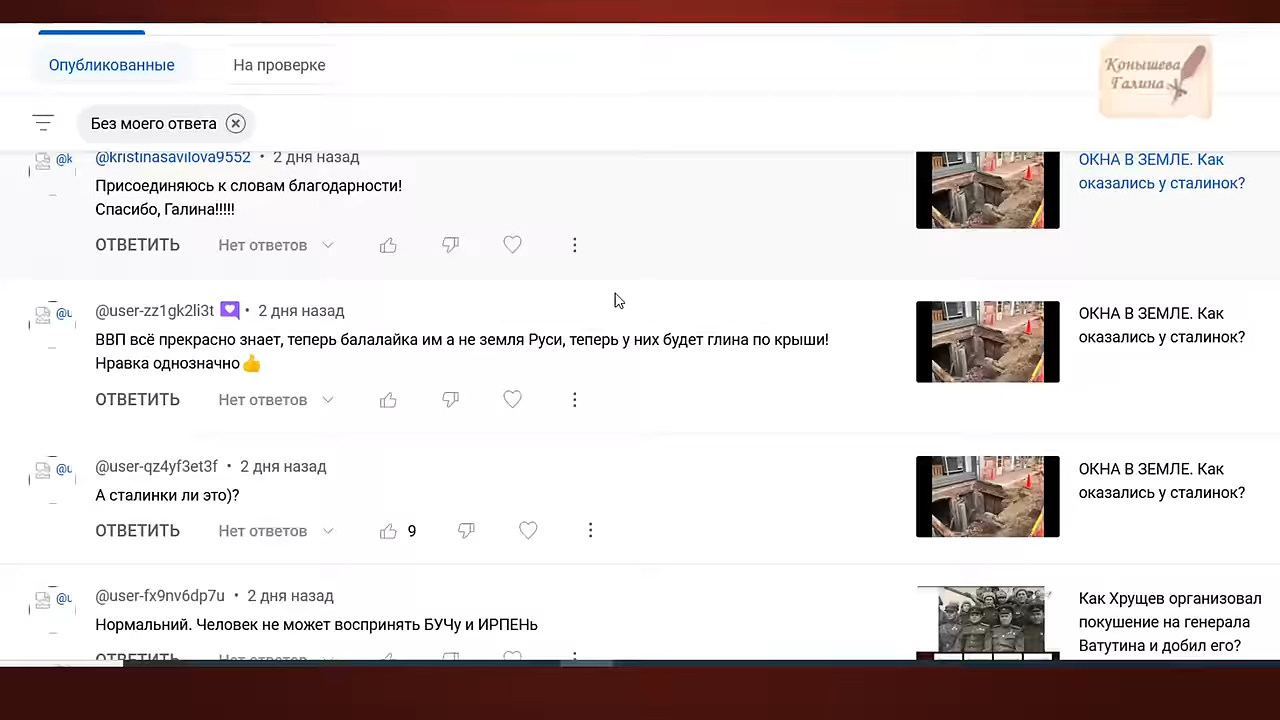 Опубликованные
На проверке
Конышева
Галина
Без моего ответа
@k
@kristinasavilova9552 • 2 дня назад
Присоединяюсь к словам благодарности!
Спасибо, Галина!!!!!
ОТВЕТИТЬ Нет ответов
ОКНА В ЗЕМЛЕ. Как
оказались у сталинок?
@u
@user-zz1gk2li3t • 2 дня назад
ВВП всё прекрасно знает, теперь балалайка им а не земля Руси, теперь у них будет глина по крыши!
Нравка однозначно👍
ОТВЕТИТЬ Нет ответов
ОКНА В ЗЕМЛЕ. Как
оказались у сталинок?
@u
@user-qz4yf3et3f • 2 дня назад
А сталинки ли это)?
ОТВЕТИТЬ Нет ответов 9
ОКНА В ЗЕМЛЕ. Как
оказались у сталинок?
@u
@user-fx9nv6dp7u • 2 дня назад
Нормальний. Человек не может воспринять БУЧу и ИРПЕНЬ
ОТВЕТИТЬ Нет ответов
Как Хрущев организовал
покушение на генерала
Ватутина и добил его?